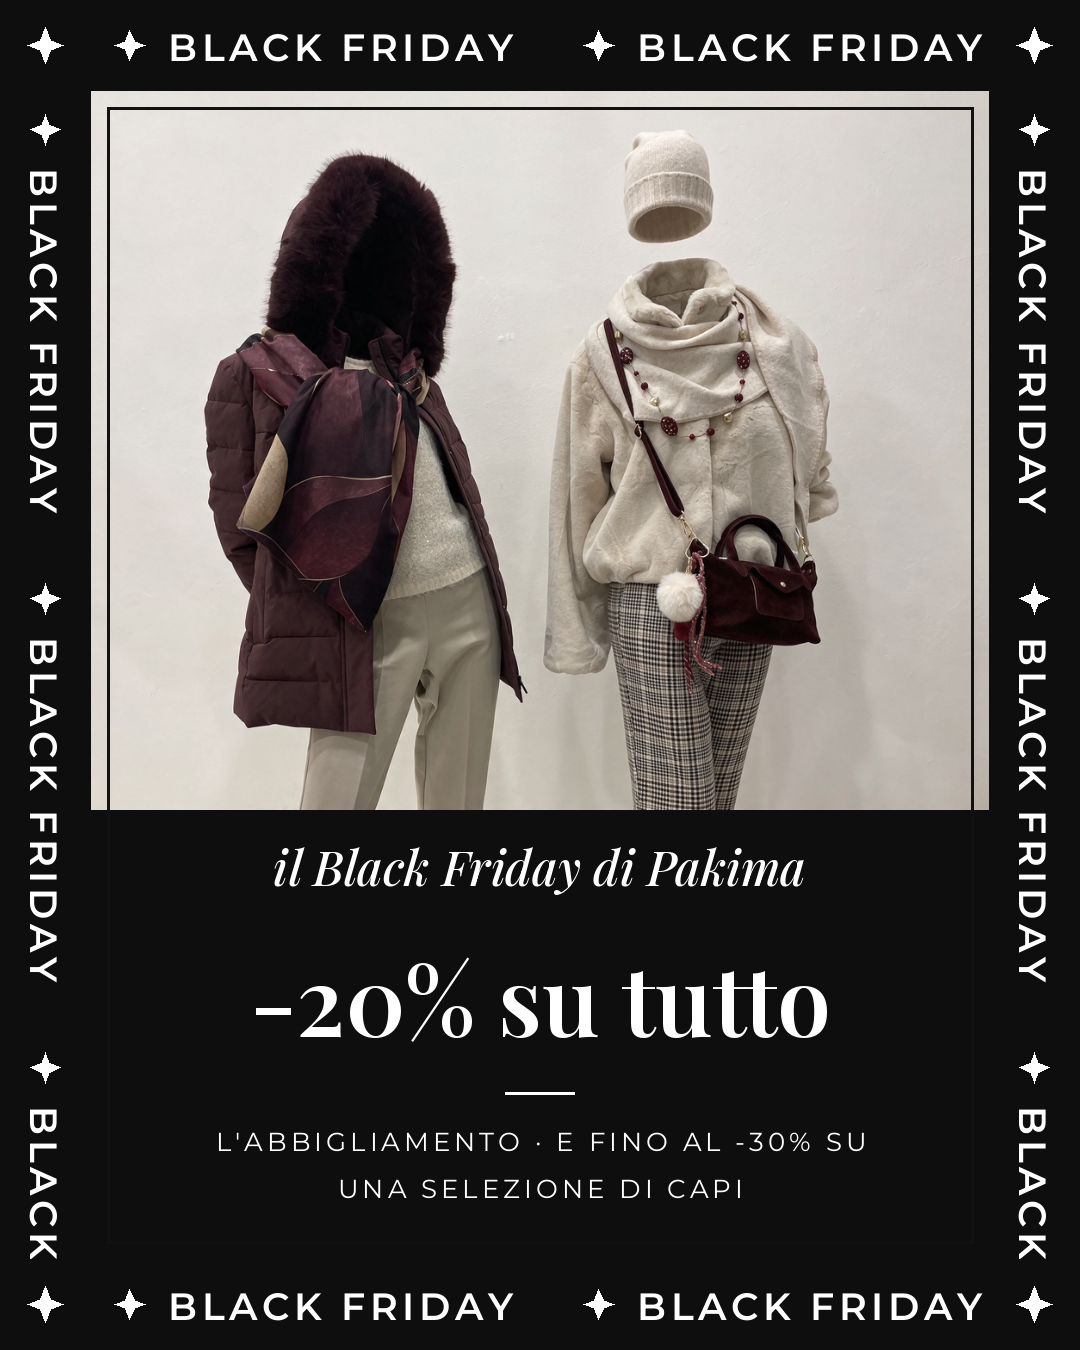 BLACK FRIDAY BLACK FRIDAY
BLACK FRIDAY
BLACK FRIDAY
BLACK
BLACK FRIDAY
BLACK FRIDAY
BLACK
il Black Friday di Pakima
-20% su tutto
L'ABBIGLIAMENTO · E FINO AL -30% SU
UNA SELEZIONE DI CAPI
BLACK FRIDAY BLACK FRIDAY